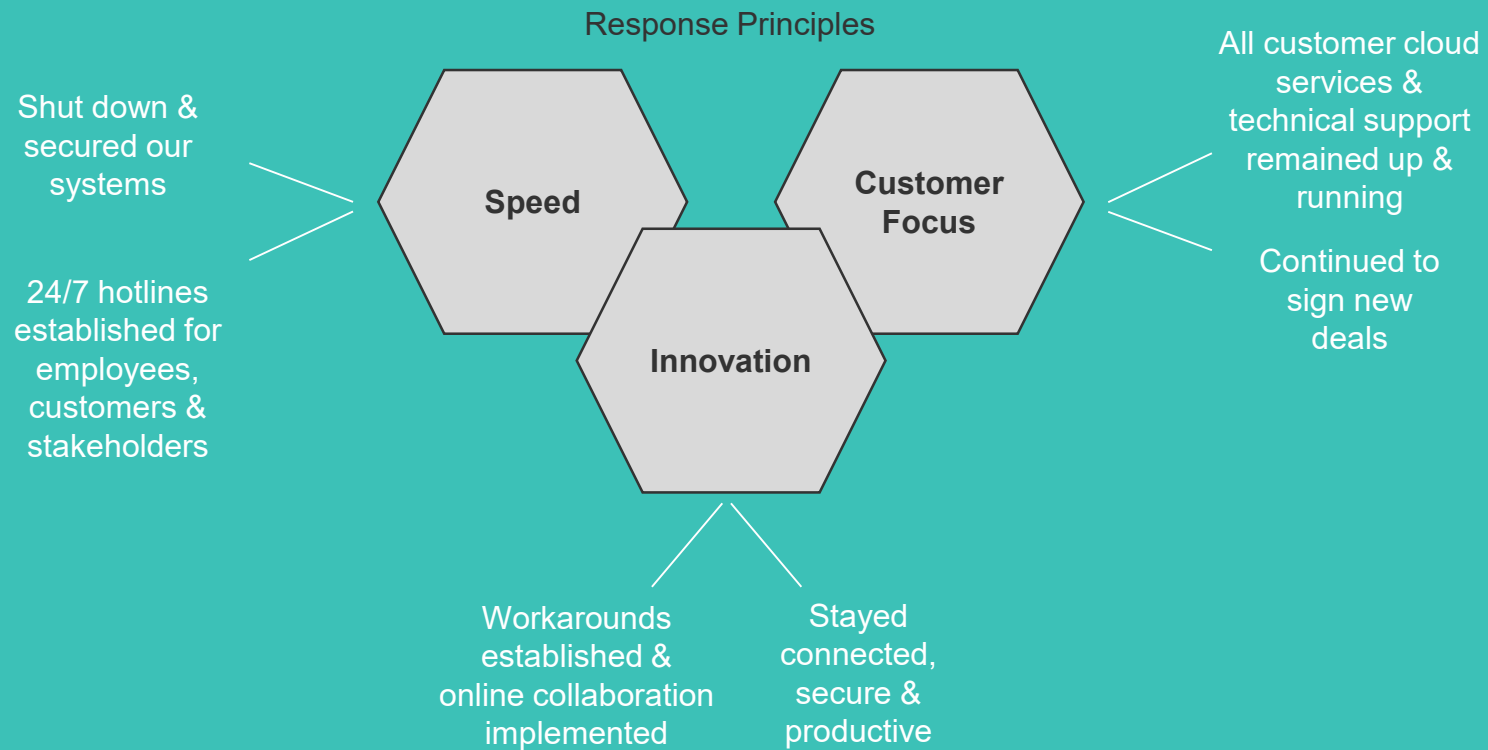 Response Principles
Shut down &
secured our
systems
24/7 hotlines
established for
employees,
customers &
stakeholders
Speed
Customer
Focus
Innovation
All customer cloud
services &
technical support
remained up &
running
Continued to
sign new
deals
Workarounds
established &
online collaboration
implemented
Stayed
connected,
secure &
productive